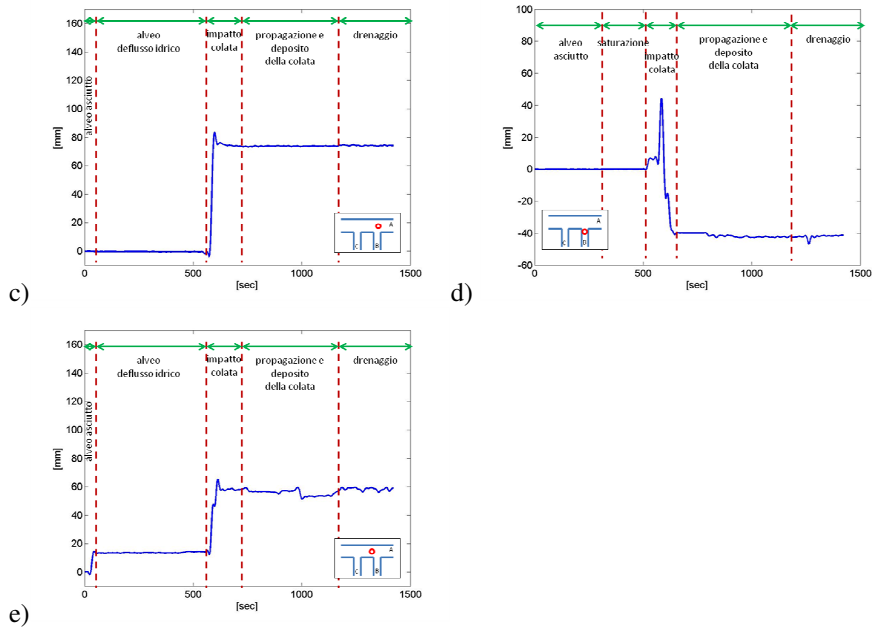 160
140
120
100
80
60
40
20
0
[mm]
alveo asciutto
alveo
deflusso idrico
impatto
colata
propagazione e
deposito
della colata
drenaggio
A
C
B
0
500
1000
1500
[sec]
c)
100
80
60
40
20
0
-20
-40
-60
[mm]
alveo
asciutto
saturazione
impatto
colata
propagazione e
deposito
della colata
drenaggio
A
C
D
0
500
1000
1500
[sec]
d)
160
140
120
100
80
60
40
20
0
[mm]
alveo asciutto
alveo
deflusso idrico
impatto
colata
propagazione e
deposito
della colata
drenaggio
A
C
B
0
500
1000
1500
[sec]
e)